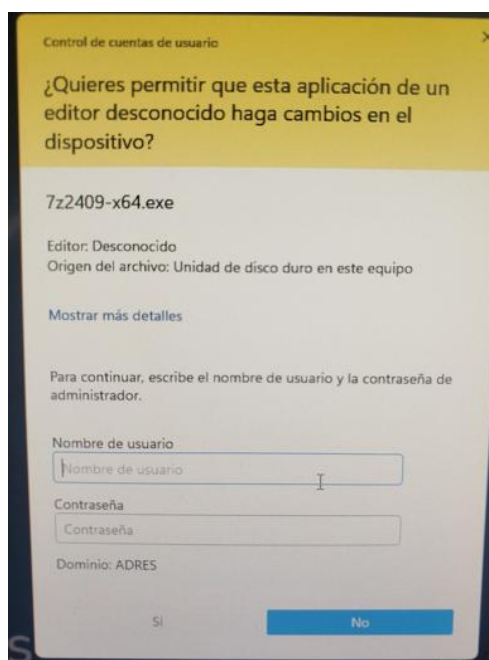 Control de cuentas de usuario
¿Quieres permitir que esta aplicación de un
editor desconocido haga cambios en el
dispositivo?
7z2409-x64.exe
Editor: Desconocido
Origen del archivo: Unidad de disco duro en este equipo
Mostrar más detalles
Para continuar, escribe el nombre de usuario y la contraseña de
administrador.
Nombre de usuario
Nombre de usuario
Contraseña
Contraseña
Dominio: ADRES
Sí
No
S